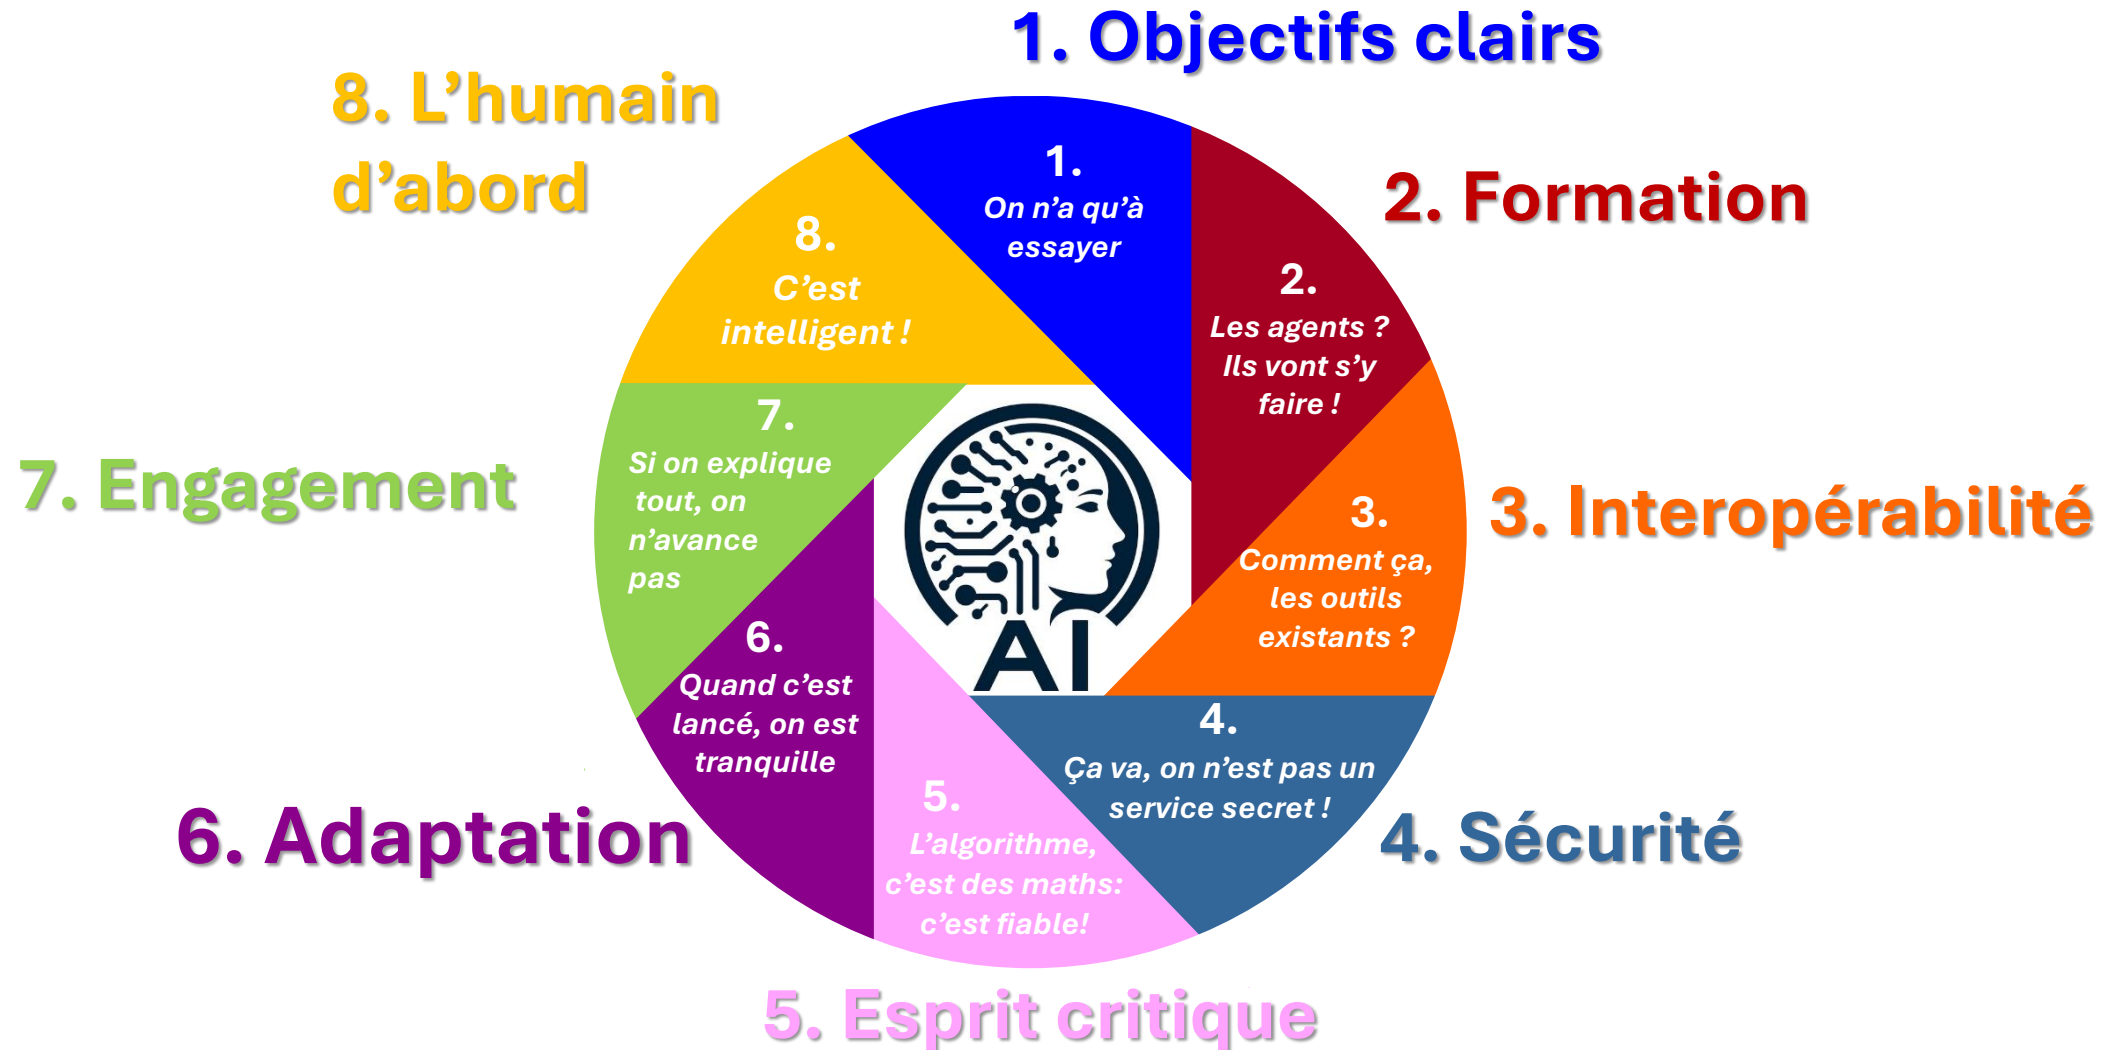 1. Objectifs clairs
8. L’humain
d’abord
2. Formation
3. Interopérabilité
4. Sécurité
5. Esprit critique
6. Adaptation
7. Engagement
1.
On n’a qu’à
essayer
2.
Les agents ?
Ils vont s’y
faire !
3.
Comment ça,
les outils
existants ?
4.
Ça va, on n’est pas un
service secret !
5.
L’algorithme,
c’est des maths:
c’est fiable!
6.
Quand c’est
lancé, on est
tranquille
7.
Si on explique
tout, on
n’avance
pas
8.
C’est
intelligent !
AI